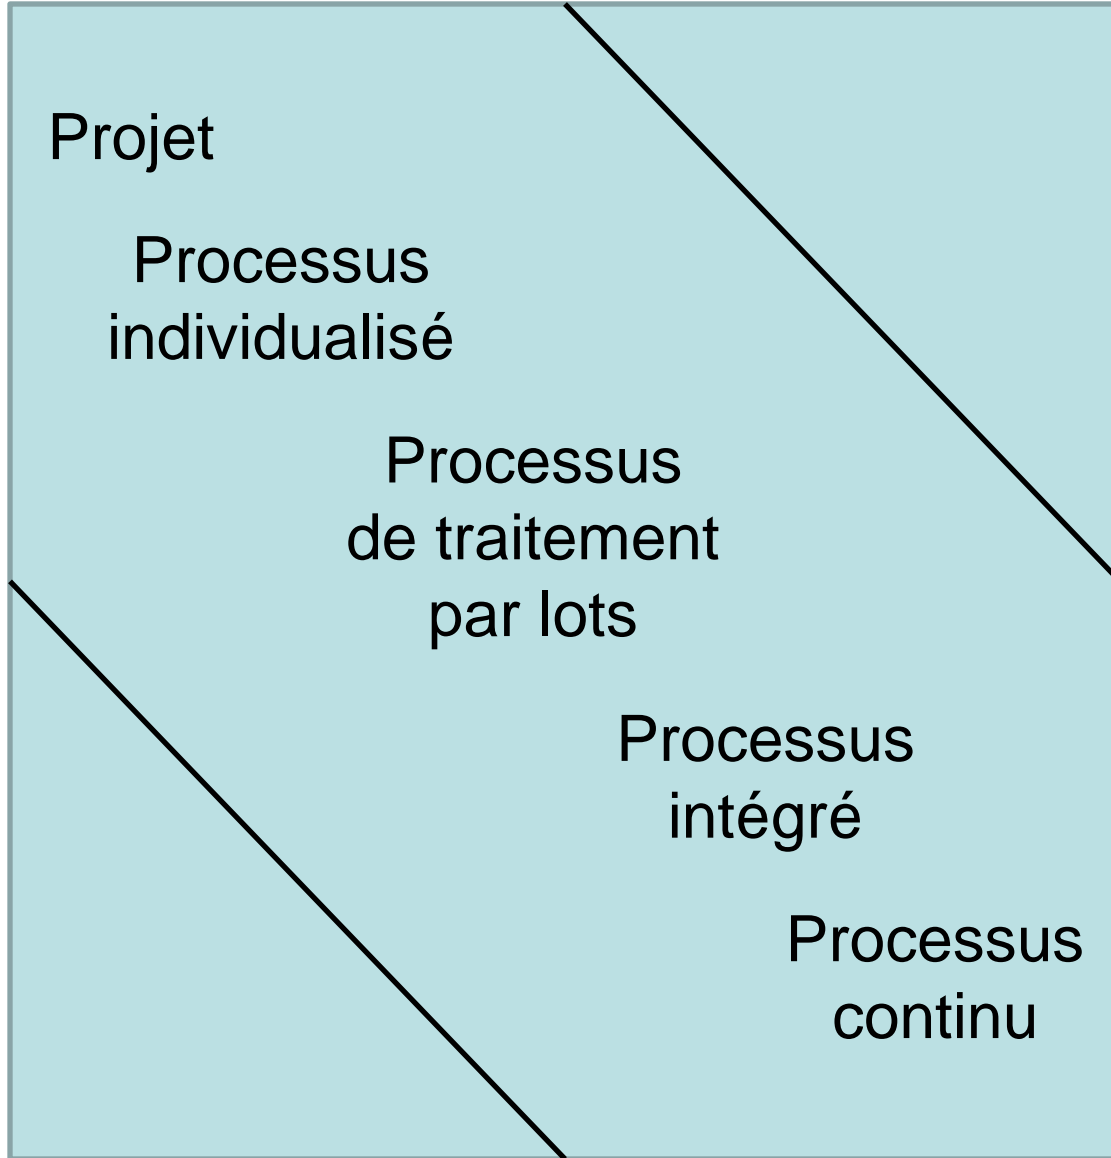 Projet
Processus
individualisé
Processus
de traitement
par lots
Processus
intégré
Processus
continu